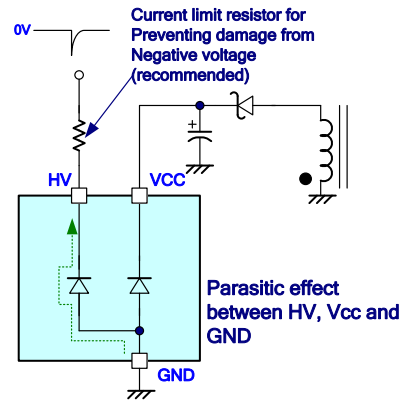 Current limit resistor for
Preventing damage from
Negative voltage
(recommended)
0V
+
HV
VCC
Parasitic effect
between HV, Vcc and
GND
GND